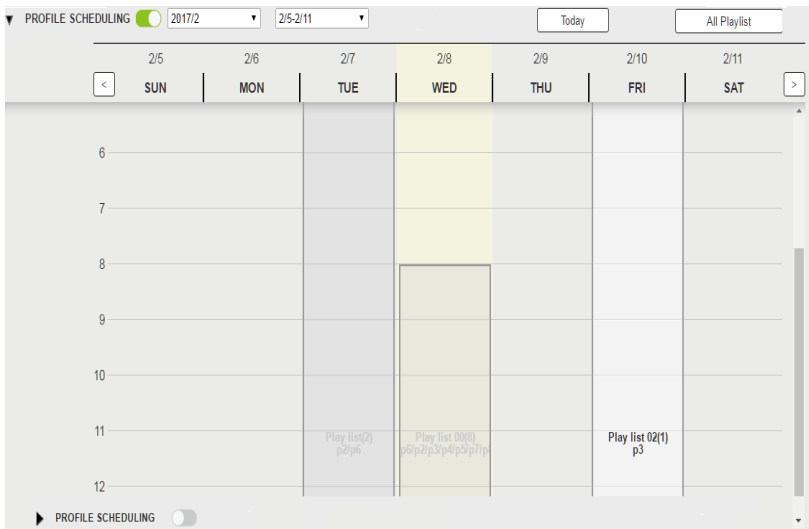 PROFILE SCHEDULING 2017/2 2/5-2/11 Today All Playlist
2/5 2/6 2/7 2/8 2/9 2/10 2/11
< SUN MON TUE WED THU FRI SAT >
6
7
8
9
10
11
Play list(2) Play list 00(8) Play list 02(1)
p2/p6 p6/p2/p3/p4/p5/p7/p p3
12
PROFILE SCHEDULING